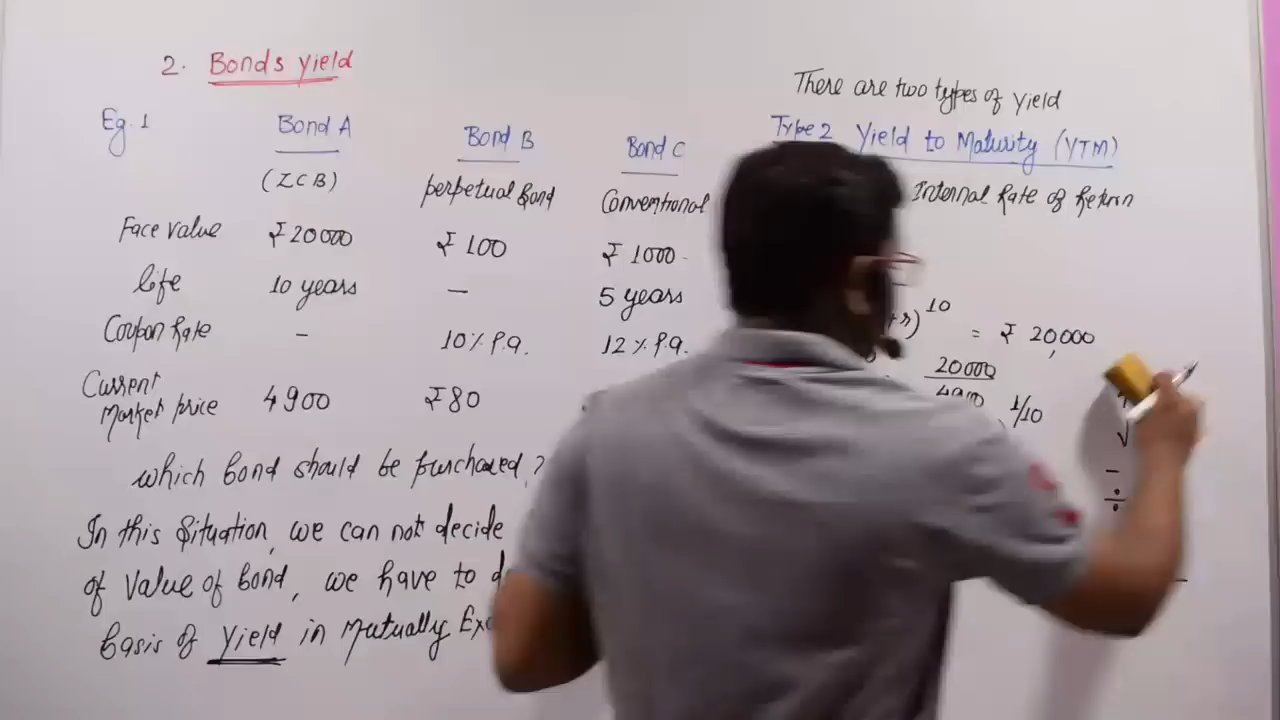 2. Bonds yield
There are two types of yield
Eg. 1 Bond A Bond B Bond C
Type 2 Yield to Maturity (YTM)
(ZCB) perpetual Bond Conventional
Internal Rate of Return
Face value ₹20000 ₹100 ₹1000
life 10 years — 5 years
Coupon Rate - 10% P.a. 12% P.a.
Current
Market price 4900 ₹80
)^10 = ₹ 20,000
20000
4900
1/10
√
-
÷
which bond should be purchased?
In this situation, we can not decide
of value of bond, we have to
basis of yield in Mutually